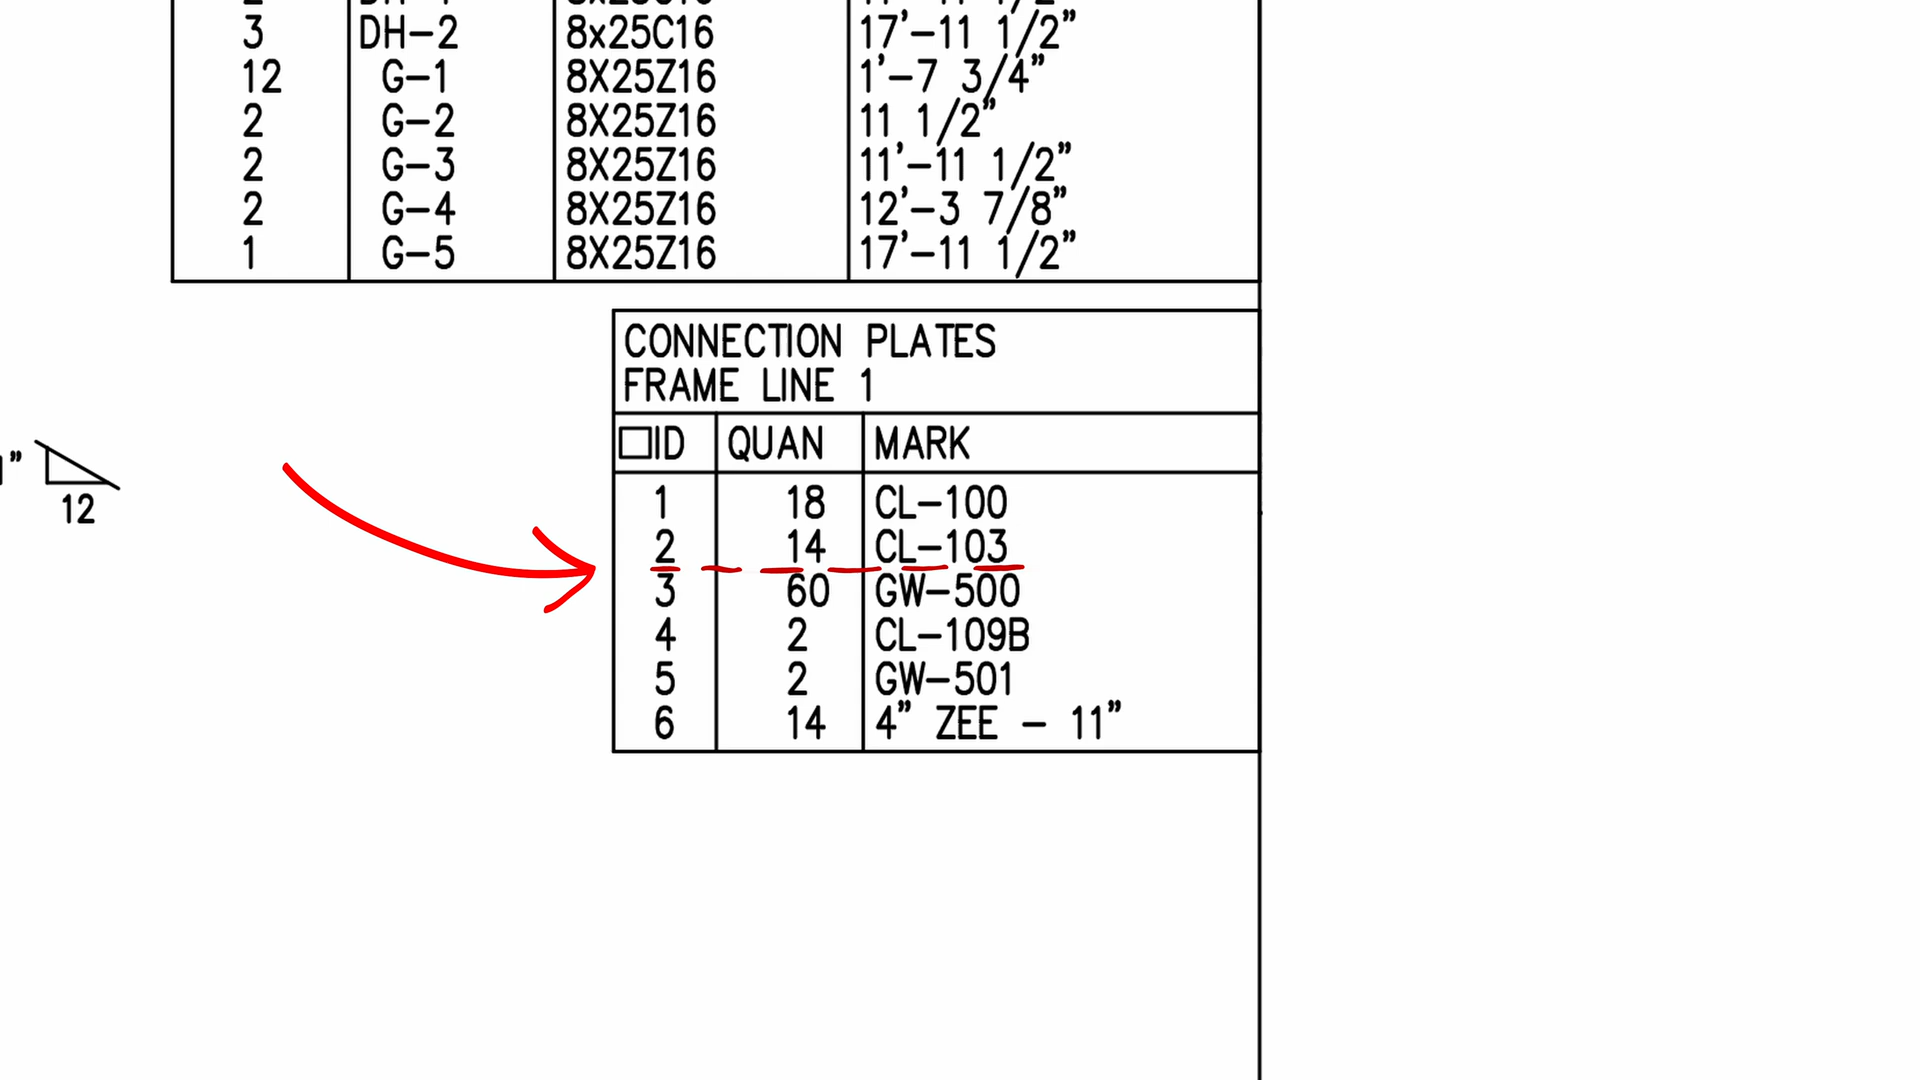 3 DH-2 8x25C16 17'-11 1/2"
12 G-1 8X25Z16 1'-7 3/4"
2 G-2 8X25Z16 11 1/2"
2 G-3 8X25Z16 11'-11 1/2"
2 G-4 8X25Z16 12'-3 7/8"
1 G-5 8X25Z16 17'-11 1/2"
CONNECTION PLATES
FRAME LINE 1
□ID QUAN MARK
1 18 CL-100
2 14 CL-103
3 60 GW-500
4 2 CL-109B
5 2 GW-501
6 14 4" ZEE - 11"
"
12